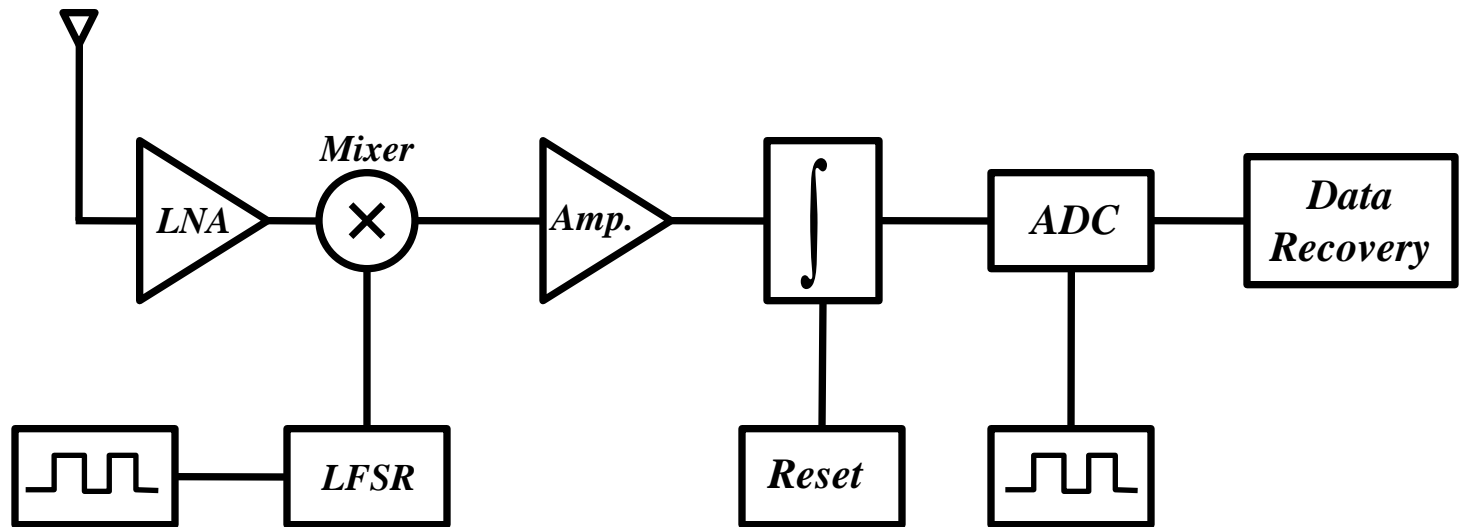 Mixer
LNA
Amp.
ADC
Data
Recovery
LFSR
Reset